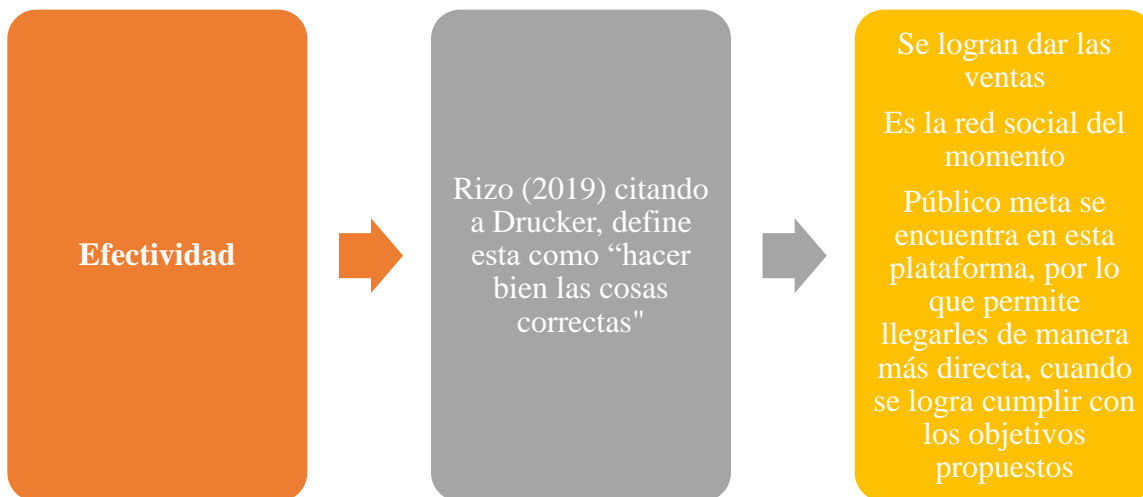 Efectividad
Rizo (2019) citando
a Drucker, define
esta como “hacer
bien las cosas
correctas"
Se logran dar las
ventas
Es la red social del
momento
Público meta se
encuentra en esta
plataforma, por lo
que permite
llegarles de manera
más directa, cuando
se logra cumplir con
los objetivos
propuestos